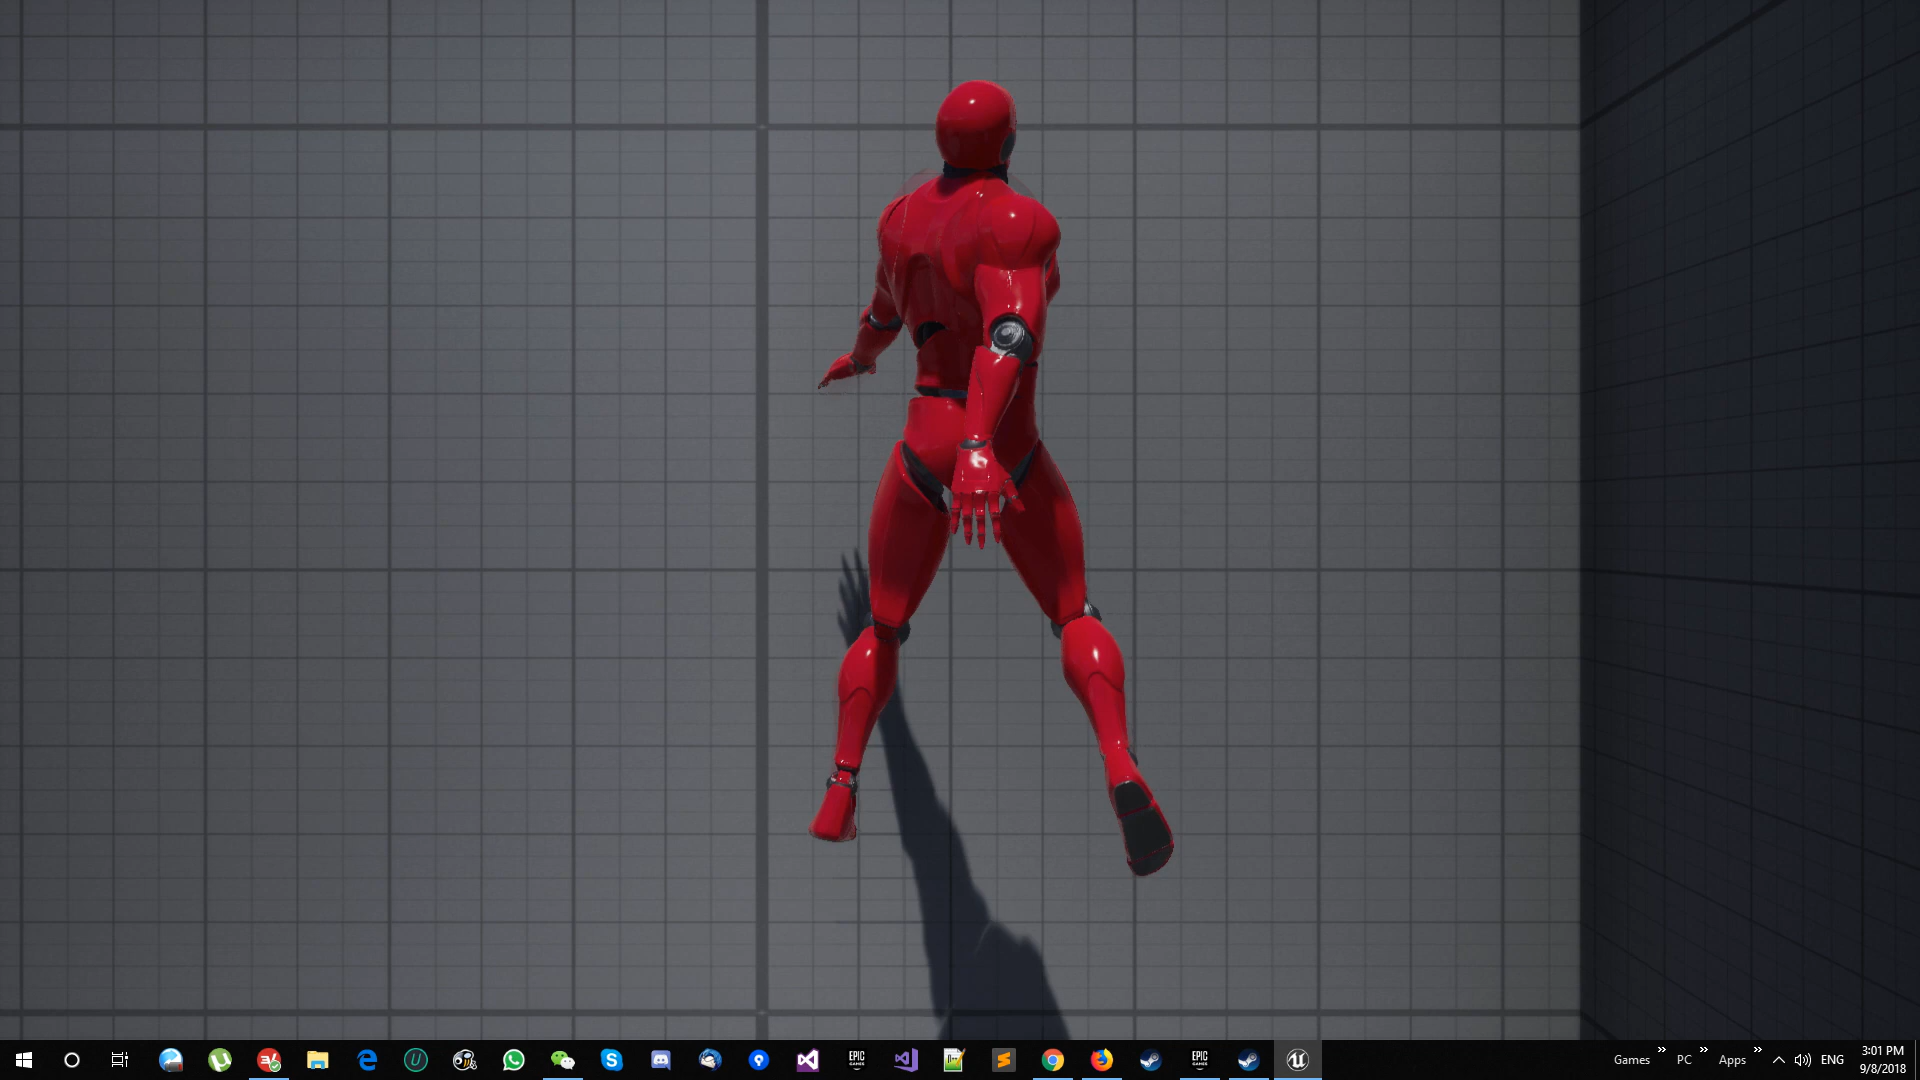 EPIC
GAMES
EPIC
GAMES
Games »
PC »
Apps »
ENG
3:01 PM
9/8/2018